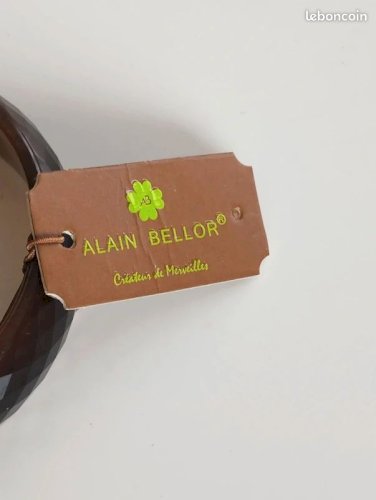 leboncoin
AB
ALAIN BELLOR®
Créateur de Merveilles